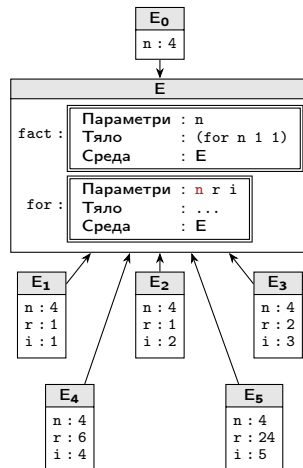 E₀
n : 4
E
fact :
Параметри : n
Тяло : (for n 1 1)
Среда : E
for :
Параметри : n r i
Тяло : ...
Среда : E
E₁
n : 4
r : 1
i : 1
E₂
n : 4
r : 1
i : 2
E₃
n : 4
r : 2
i : 3
E₄
n : 4
r : 6
i : 4
E₅
n : 4
r : 24
i : 5